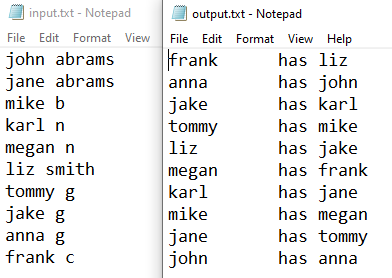 input.txt - Notepad
File Edit Format View
john abrams
jane abrams
mike b
karl n
megan n
liz smith
tommy g
jake g
anna g
frank c
output.txt - Notepad
File Edit Format View Help
frank has liz
anna has john
jake has karl
tommy has mike
liz has jake
megan has frank
karl has jane
mike has megan
jane has tommy
john has anna